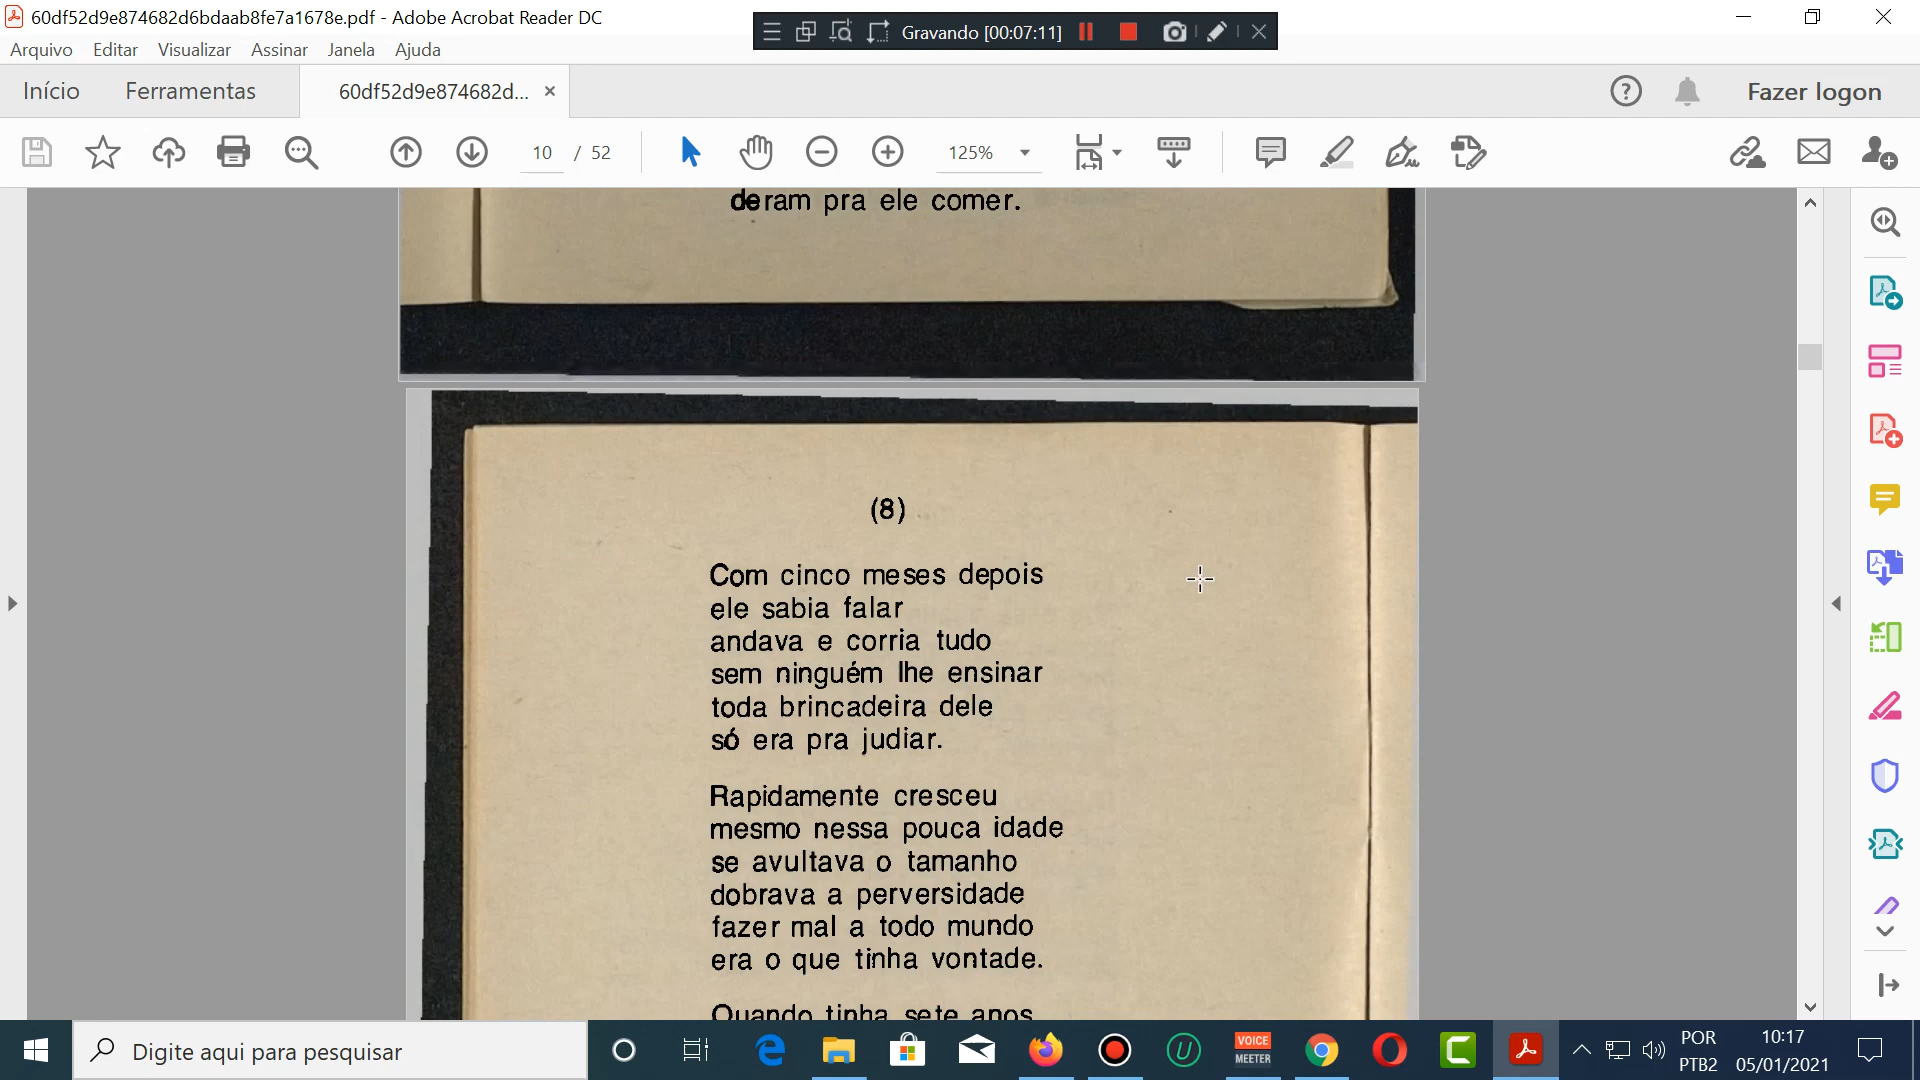 60df52d9e874682d6bdaab8fe7a1678e.pdf - Adobe Acrobat Reader DC
Gravando [00:07:11]
Arquivo Editar Visualizar Assinar Janela Ajuda
Início Ferramentas 60df52d9e874682d... Fazer logon
10 / 52 125%
deram pra ele comer.
(8)
Com cinco meses depois
ele sabia falar
andava e corria tudo
sem ninguém lhe ensinar
toda brincadeira dele
só era pra judiar.
Rapidamente cresceu
mesmo nessa pouca idade
se avultava o tamanho
dobrava a perversidade
fazer mal a todo mundo
era o que tinha vontade.
Quando tinha sete anos
Digite aqui para pesquisar
VOICE
MEETER
POR
PTB2
10:17
05/01/2021